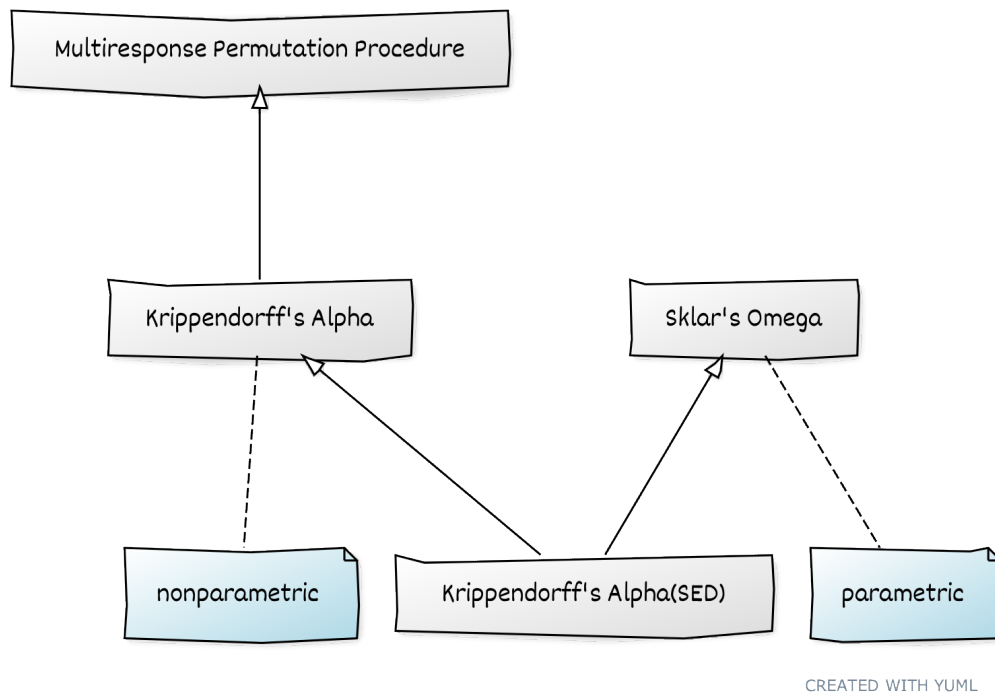 Multiresponse Permutation Procedure
Krippendorff's Alpha
Sklar's Omega
nonparametric
Krippendorff's Alpha(SED)
parametric
CREATED WITH YUML